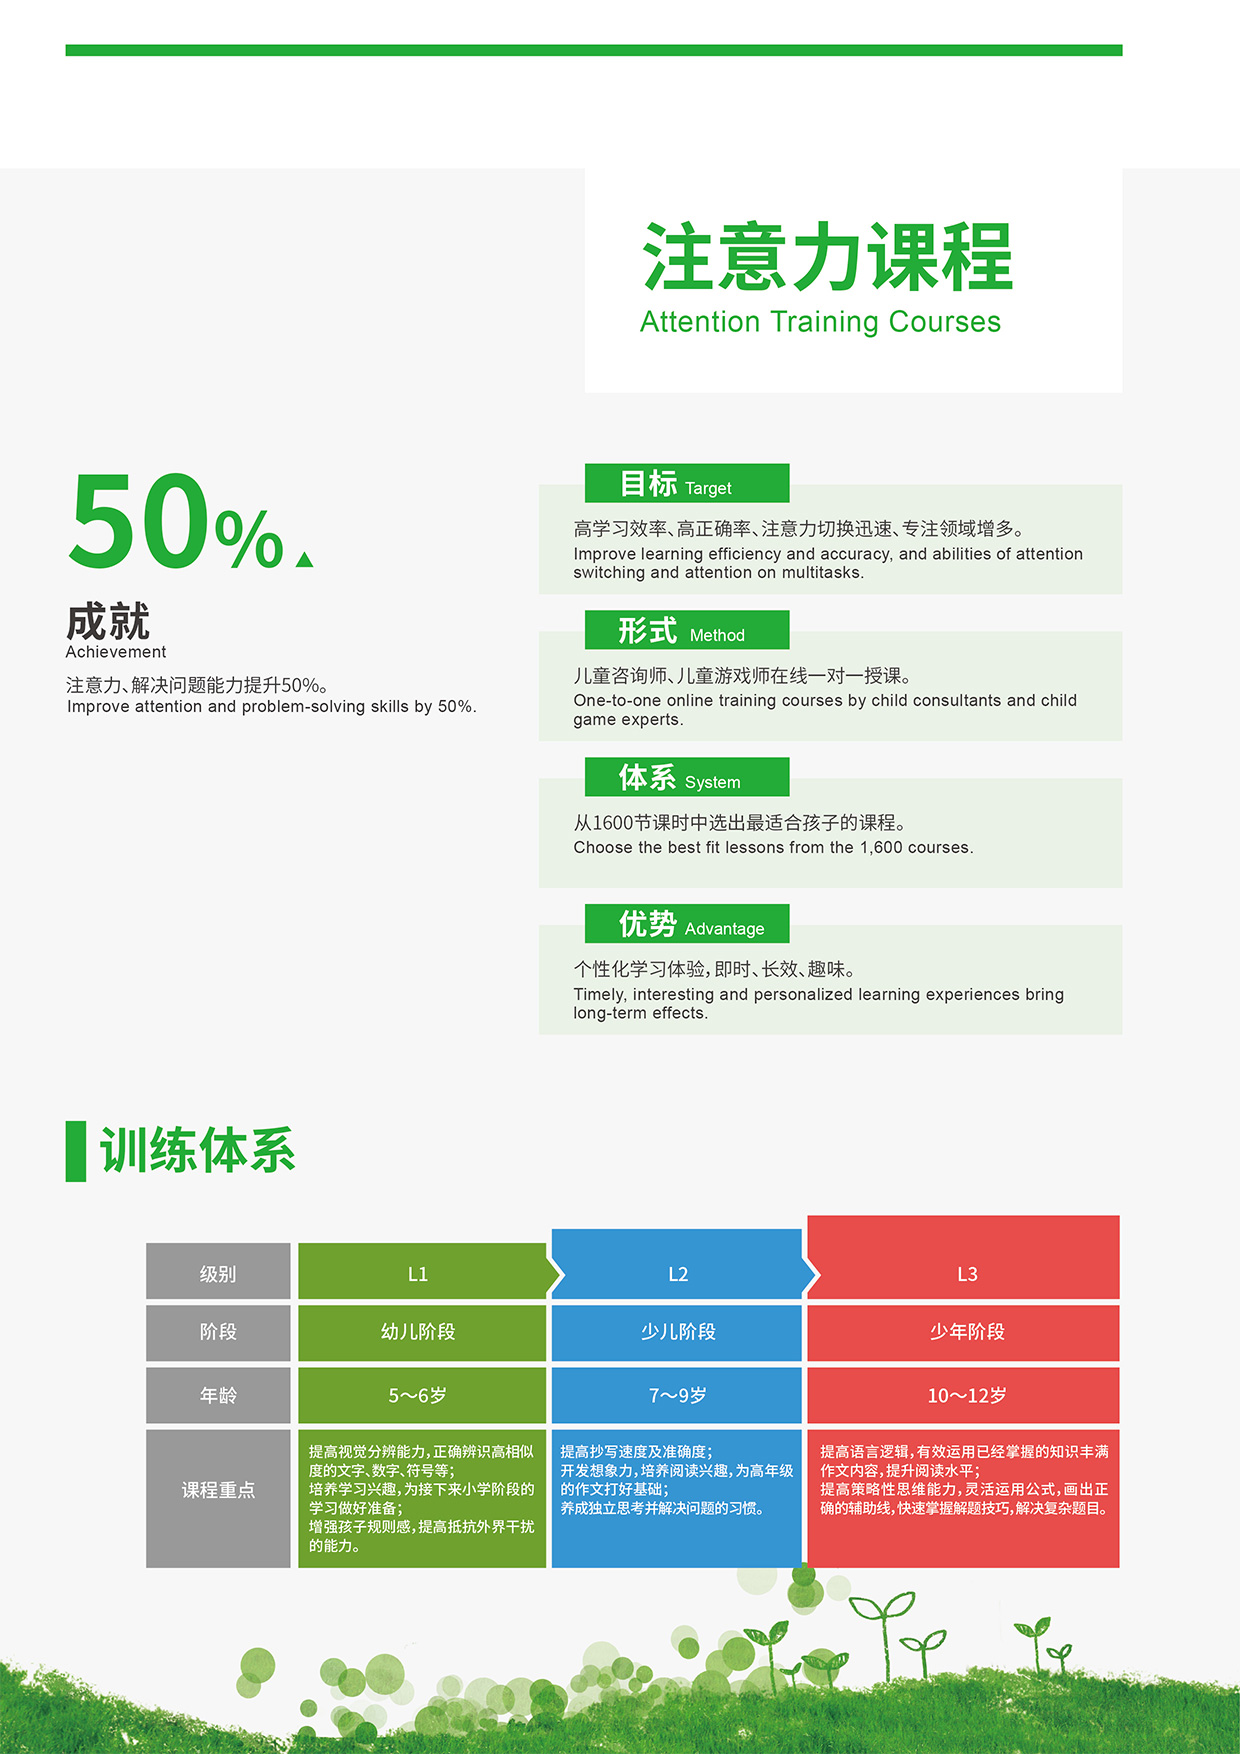 注意力课程
Attention Training Courses
50%
成就
Achievement
注意力、解决问题能力提升50%。
Improve attention and problem-solving skills by 50%.
目标 Target
高学习效率、高正确率、注意力切换迅速、专注领域增多。
Improve learning efficiency and accuracy, and abilities of attention
switching and attention on multitasks.
形式 Method
儿童咨询师、儿童游戏师在线一对一授课。
One-to-one online training courses by child consultants and child
game experts.
体系 System
从1600节课时中选出最适合孩子的课程。
Choose the best fit lessons from the 1,600 courses.
优势 Advantage
个性化学习体验，即时、长效、趣味。
Timely, interesting and personalized learning experiences bring
long-term effects.
训练体系
级别
L1
L2
L3
阶段
幼儿阶段
少儿阶段
少年阶段
年龄
5～6岁
7～9岁
10～12岁
课程重点
提高视觉分辨能力，正确辨识高相似
度的文字、数字、符号等；
培养学习兴趣，为接下来小学阶段的
学习做好准备；
增强孩子规则感，提高抵抗外界干扰
的能力。
提高抄写速度及准确度；
开发想象力，培养阅读兴趣，为高年级
的作文打好基础；
养成独立思考并解决问题的习惯。
提高语言逻辑，有效运用已经掌握的知识丰满
作文内容，提升阅读水平；
提高策略性思维能力，灵活运用公式，画出正
确的辅助线，快速掌握解题技巧，解决复杂题目。